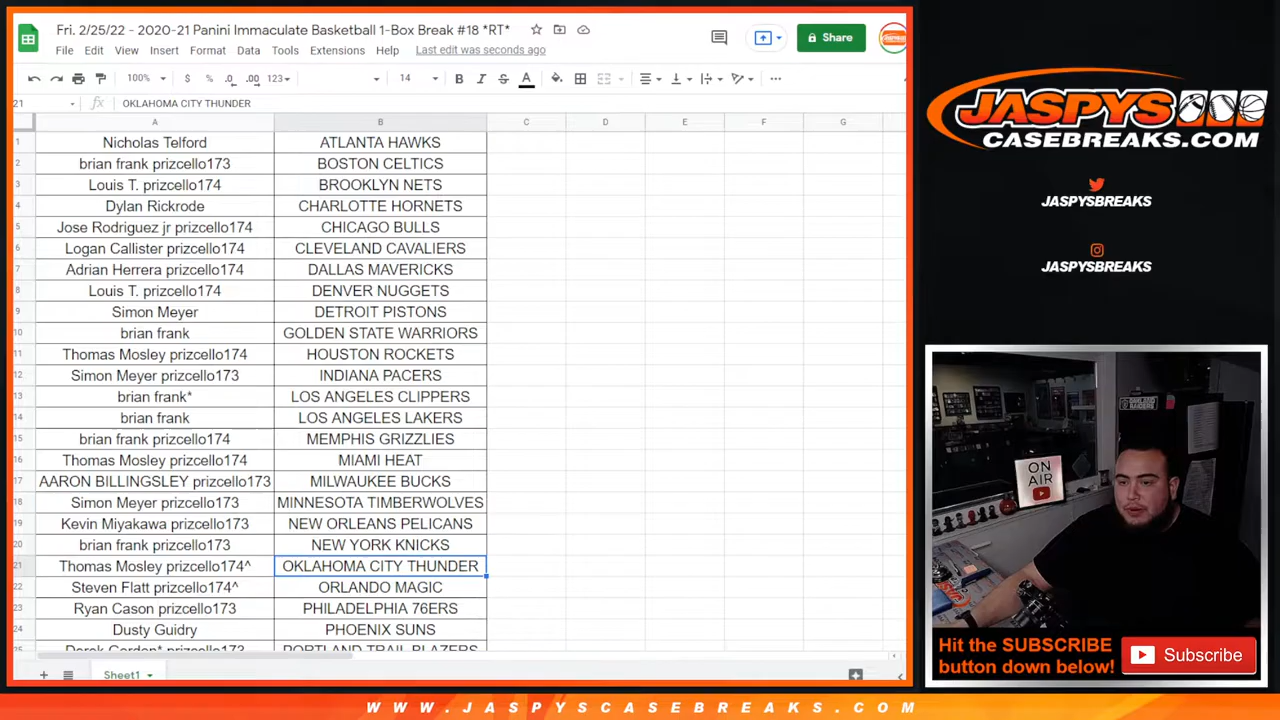 Fri. 2/25/22 - 2020-21 Panini Immaculate Basketball 1-Box Break #18 *RT*
File Edit View Insert Format Data Tools Extensions Help Last edit was seconds ago
Share
100% $ % .0 .00 123 14 B I S A
21 fx OKLAHOMA CITY THUNDER
A B C D E F G
1 Nicholas Telford ATLANTA HAWKS
2 brian frank prizcello173 BOSTON CELTICS
3 Louis T. prizcello174 BROOKLYN NETS
4 Dylan Rickrode CHARLOTTE HORNETS
5 Jose Rodriguez jr prizcello174 CHICAGO BULLS
6 Logan Callister prizcello174 CLEVELAND CAVALIERS
7 Adrian Herrera prizcello174 DALLAS MAVERICKS
8 Louis T. prizcello174 DENVER NUGGETS
9 Simon Meyer DETROIT PISTONS
10 brian frank GOLDEN STATE WARRIORS
11 Thomas Mosley prizcello174 HOUSTON ROCKETS
12 Simon Meyer prizcello173 INDIANA PACERS
13 brian frank* LOS ANGELES CLIPPERS
14 brian frank LOS ANGELES LAKERS
15 brian frank prizcello174 MEMPHIS GRIZZLIES
16 Thomas Mosley prizcello174 MIAMI HEAT
17 AARON BILLINGSLEY prizcello173 MILWAUKEE BUCKS
18 Simon Meyer prizcello173 MINNESOTA TIMBERWOLVES
19 Kevin Miyakawa prizcello173 NEW ORLEANS PELICANS
20 brian frank prizcello173 NEW YORK KNICKS
21 Thomas Mosley prizcello174^ OKLAHOMA CITY THUNDER
22 Steven Flatt prizcello174^ ORLANDO MAGIC
23 Ryan Cason prizcello173 PHILADELPHIA 76ERS
24 Dusty Guidry PHOENIX SUNS
25 Derek Gordon* prizcello173 PORTLAND TRAIL BLAZERS
Sheet1
JASPYS
CASEBREAKS.COM
JASPYSBREAKS
JASPYSBREAKS
OAKLAND
RAIDERS
ON
AIR
Hit the SUBSCRIBE
button down below!
Subscribe
WWW.JASPYSCASEBREAKS.COM